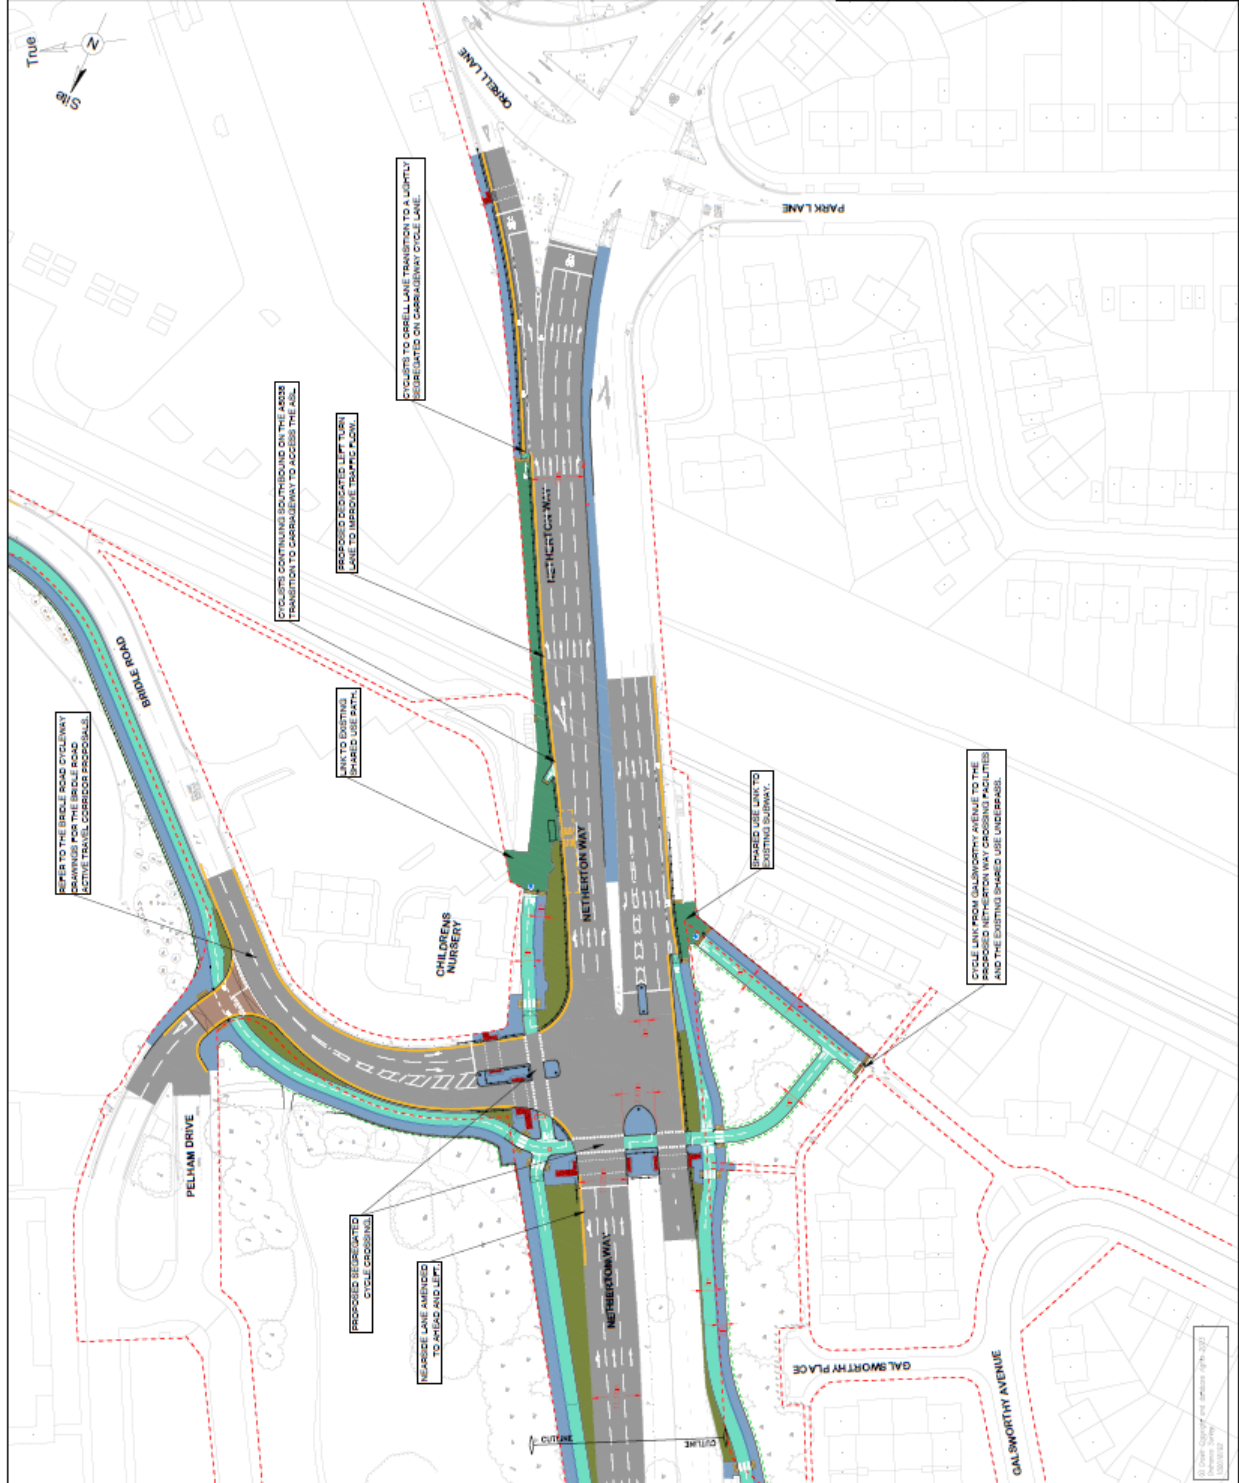 True
N
Site
ORRELL LANE
PARK LANE
CYCLISTS TO ORRELL LANE TRANSITION TO A LIGHTLY
SEGREGATED ON CARRIAGEWAY CYCLE LANE.
CYCLISTS CONTINUING SOUTHBOUND ON THE A5036
TRANSITION TO CARRIAGEWAY TO ACCESS THE ASL.
PROPOSED DEDICATED LEFT TURN
LANE TO IMPROVE TRAFFIC FLOW.
NETHERTON WAY
BRIDLE ROAD
REFER TO THE BRIDLE ROAD CYCLEWAY
DRAWINGS FOR THE BRIDLE ROAD
ACTIVE TRAVEL CORRIDOR PROPOSALS.
LINK TO EXISTING
SHARED USE PATH.
NETHERTON WAY
SHARED USE LINK TO
EXISTING SUBWAY.
CYCLE LINK FROM GALSWORTHY AVENUE TO THE
PROPOSED NETHERTON WAY CROSSING FACILITIES
AND THE EXISTING SHARED USE UNDERPASS.
CHILDRENS
NURSERY
PELHAM DRIVE
PROPOSED SEGREGATED
CYCLE CROSSING.
NEARSIDE LANE AMENDED
TO AHEAD AND LEFT.
NETHERTON WAY
GALSWORTHY PLACE
GALSWORTHY AVENUE
CUTLINE
CUTLINE